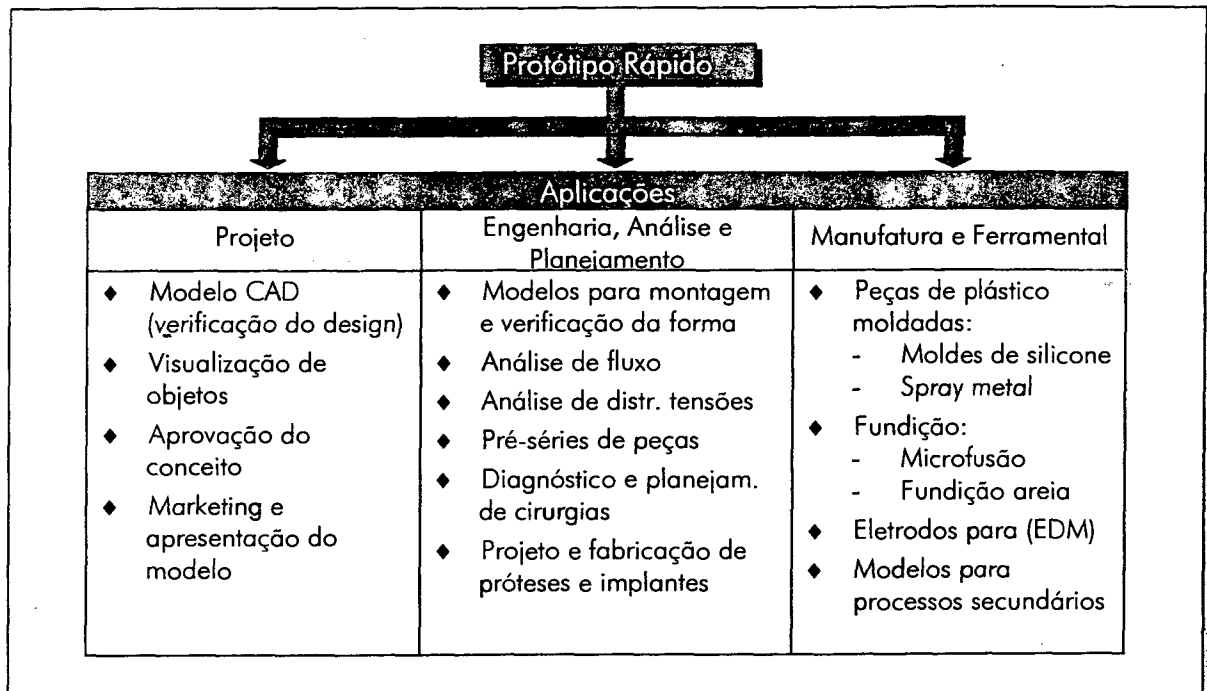 Protótipo Rápido
Aplicações
Projeto
Engenharia, Análise e
Planejamento
Manufatura e Ferramental
♦ Modelo CAD
(verificação do design)
♦ Visualização de
objetos
♦ Aprovação do
conceito
♦ Marketing e
apresentação do
modelo
♦ Modelos para montagem
e verificação da forma
♦ Análise de fluxo
♦ Análise de distr. tensões
♦ Pré-séries de peças
♦ Diagnóstico e planejam.
de cirurgias
♦ Projeto e fabricação de
próteses e implantes
♦ Peças de plástico
moldadas:
- Moldes de silicone
- Spray metal
♦ Fundição:
- Microfusão
- Fundição areia
♦ Eletrodos para (EDM)
♦ Modelos para
processos secundários